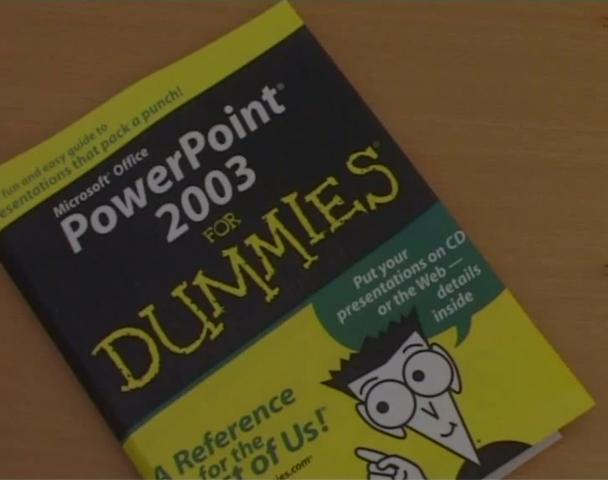 fun and easy guide to
presentations that pack a punch!
Microsoft® Office
PowerPoint®
2003
FOR
DUMMIES®
Put your
presentations on CD
or the Web —
details
inside
A Reference
for the
of Us!